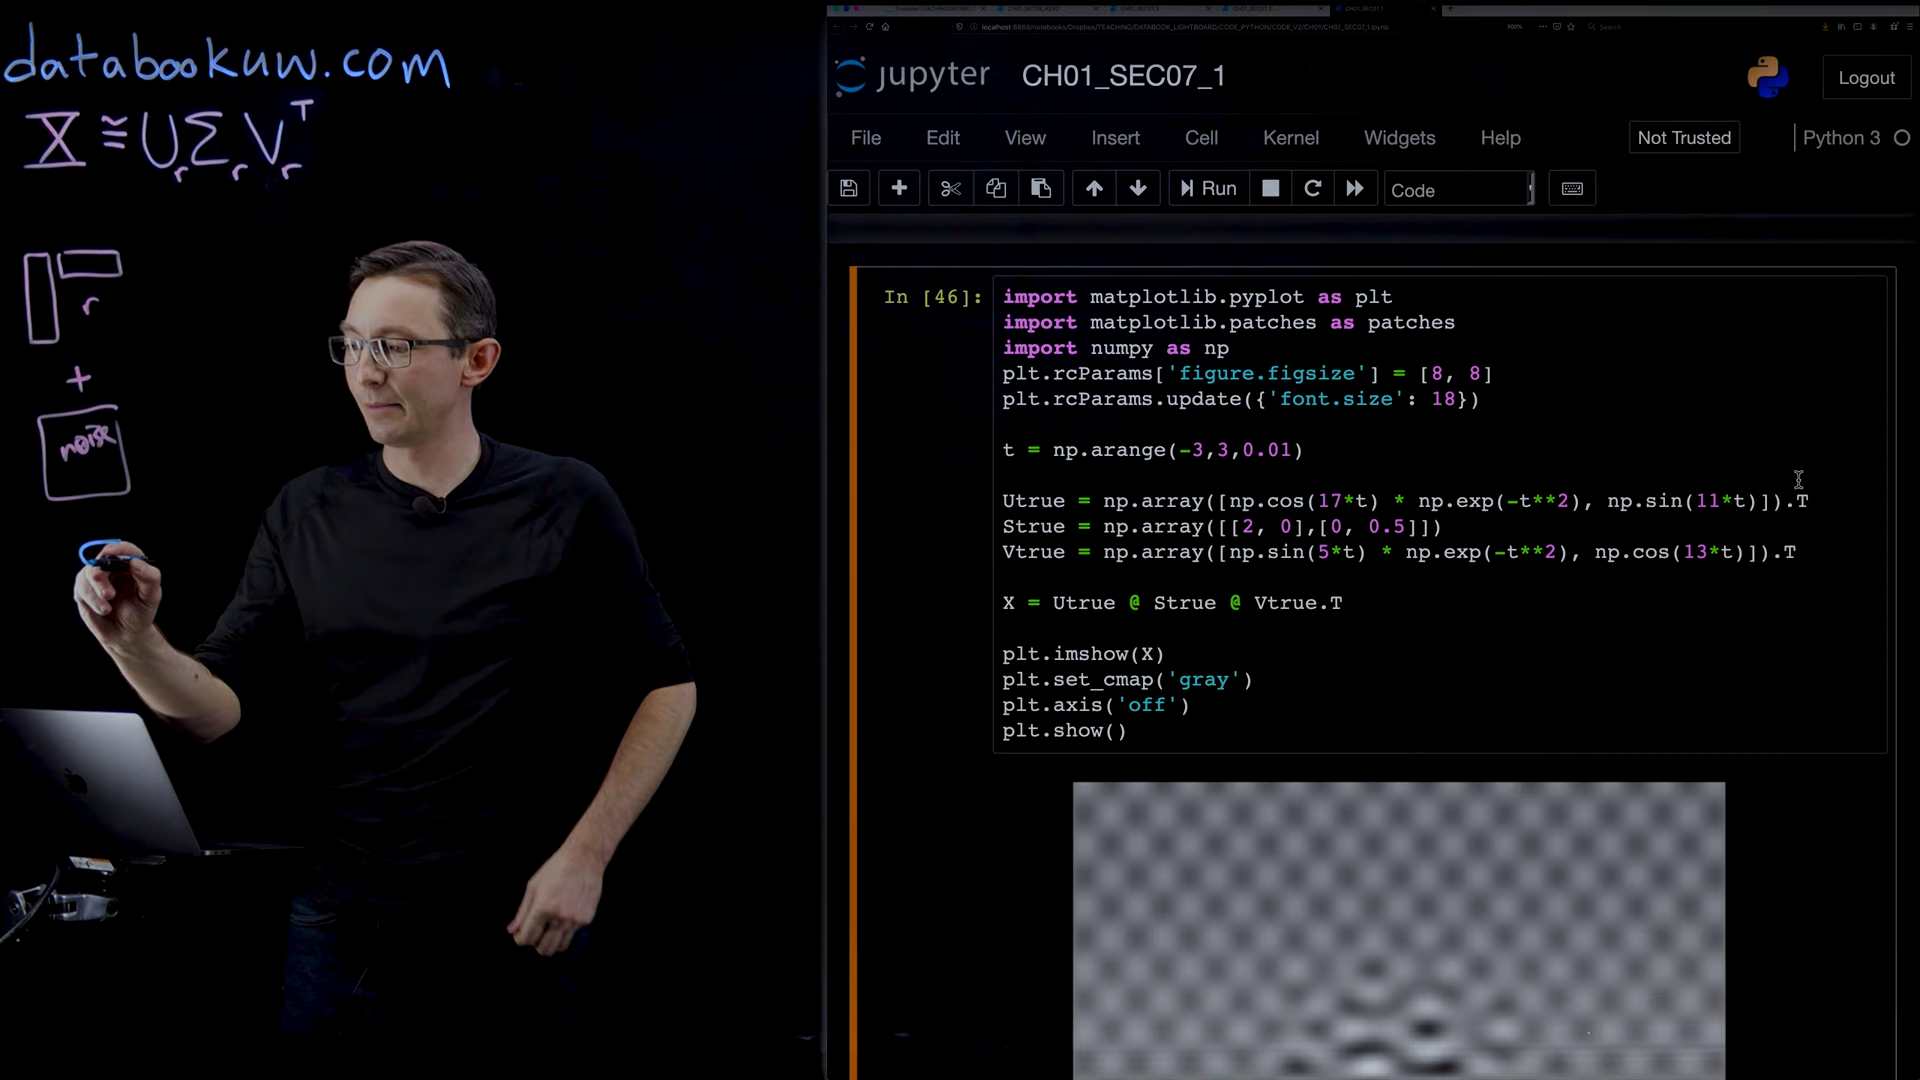 databookuw.com
X ≅ UᵣΣᵣVᵣᵀ
r
+
noise
jupyter CH01_SEC07_1
Logout
File Edit View Insert Cell Kernel Widgets Help
Not Trusted
Python 3
Run
Code
In [46]:
import matplotlib.pyplot as plt
import matplotlib.patches as patches
import numpy as np
plt.rcParams['figure.figsize'] = [8, 8]
plt.rcParams.update({'font.size': 18})
t = np.arange(-3,3,0.01)
Utrue = np.array([np.cos(17*t) * np.exp(-t**2), np.sin(11*t)]).T
Strue = np.array([[2, 0],[0, 0.5]])
Vtrue = np.array([np.sin(5*t) * np.exp(-t**2), np.cos(13*t)]).T
X = Utrue @ Strue @ Vtrue.T
plt.imshow(X)
plt.set_cmap('gray')
plt.axis('off')
plt.show()